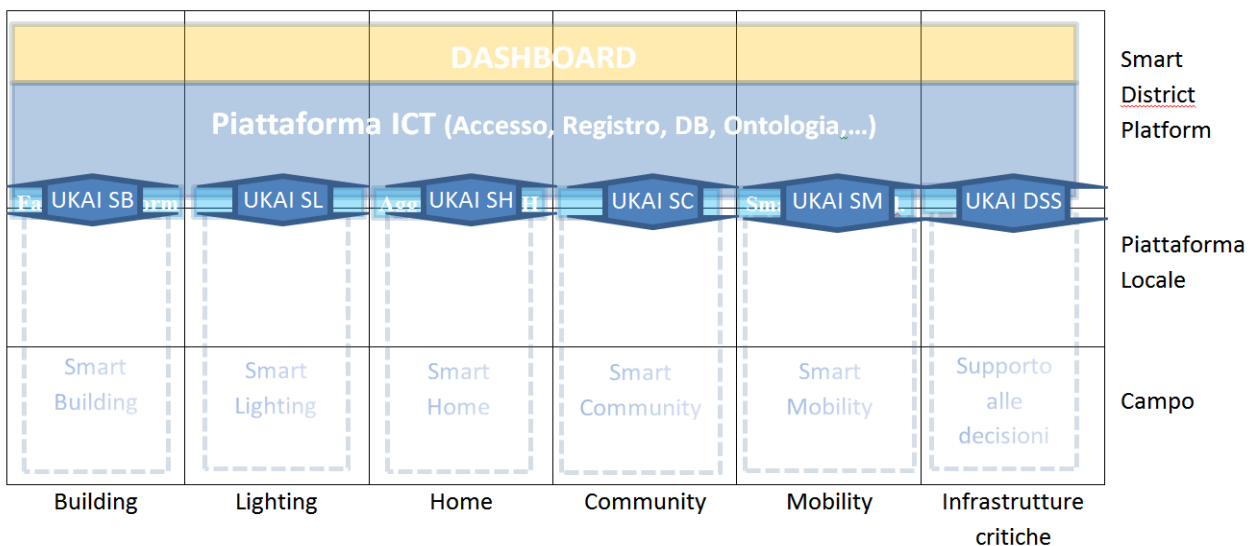 DASHBOARD
Piattaforma ICT (Accesso, Registro, DB, Ontologia,...)
Smart
District
Platform
UKAI SB
UKAI SL
UKAI SH
UKAI SC
UKAI SM
UKAI DSS
Piattaforma
Locale
Smart
Building
Smart
Lighting
Smart
Home
Smart
Community
Smart
Mobility
Supporto
alle
decisioni
Campo
Building
Lighting
Home
Community
Mobility
Infrastrutture
critiche